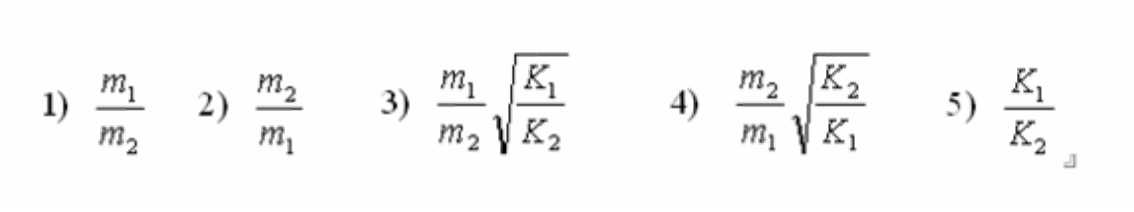 1) m₁/m₂ 2) m₂/m₁ 3) m₁/m₂ √(K₁/K₂) 4) m₂/m₁ √(K₂/K₁) 5) K₁/K₂